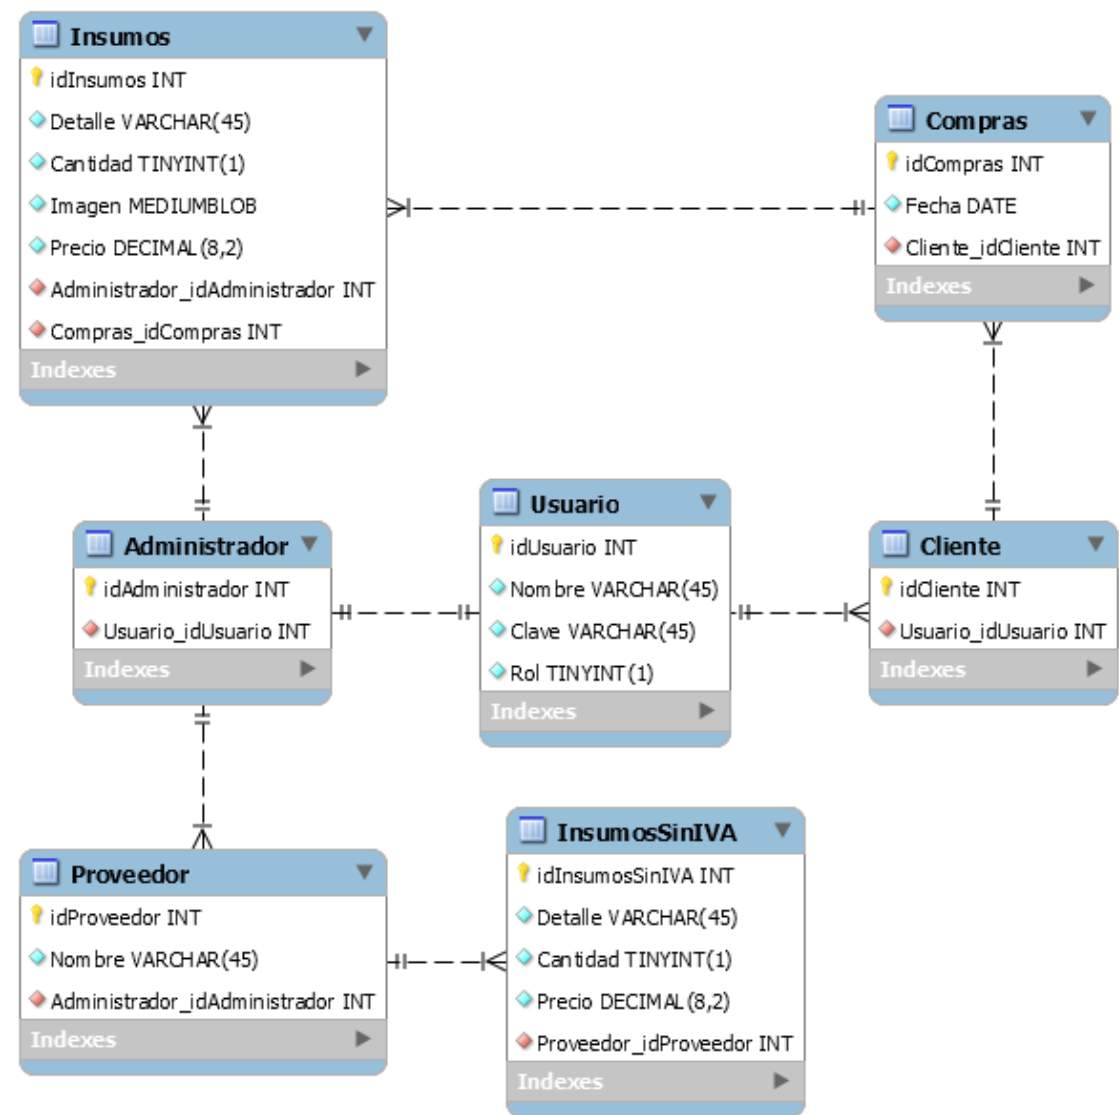 Insumos
idInsumos INT
Detalle VARCHAR(45)
Cantidad TINYINT(1)
Imagen MEDIUMBLOB
Precio DECIMAL(8,2)
Administrador_idAdministrador INT
Compras_idCompras INT
Indexes
Compras
idCompras INT
Fecha DATE
Cliente_idCliente INT
Indexes
Administrador
idAdministrador INT
Usuario_idUsuario INT
Indexes
Usuario
idUsuario INT
Nombre VARCHAR(45)
Clave VARCHAR(45)
Rol TINYINT(1)
Indexes
Cliente
idCliente INT
Usuario_idUsuario INT
Indexes
Proveedor
idProveedor INT
Nombre VARCHAR(45)
Administrador_idAdministrador INT
Indexes
InsumosSinIVA
idInsumosSinIVA INT
Detalle VARCHAR(45)
Cantidad TINYINT(1)
Precio DECIMAL(8,2)
Proveedor_idProveedor INT
Indexes